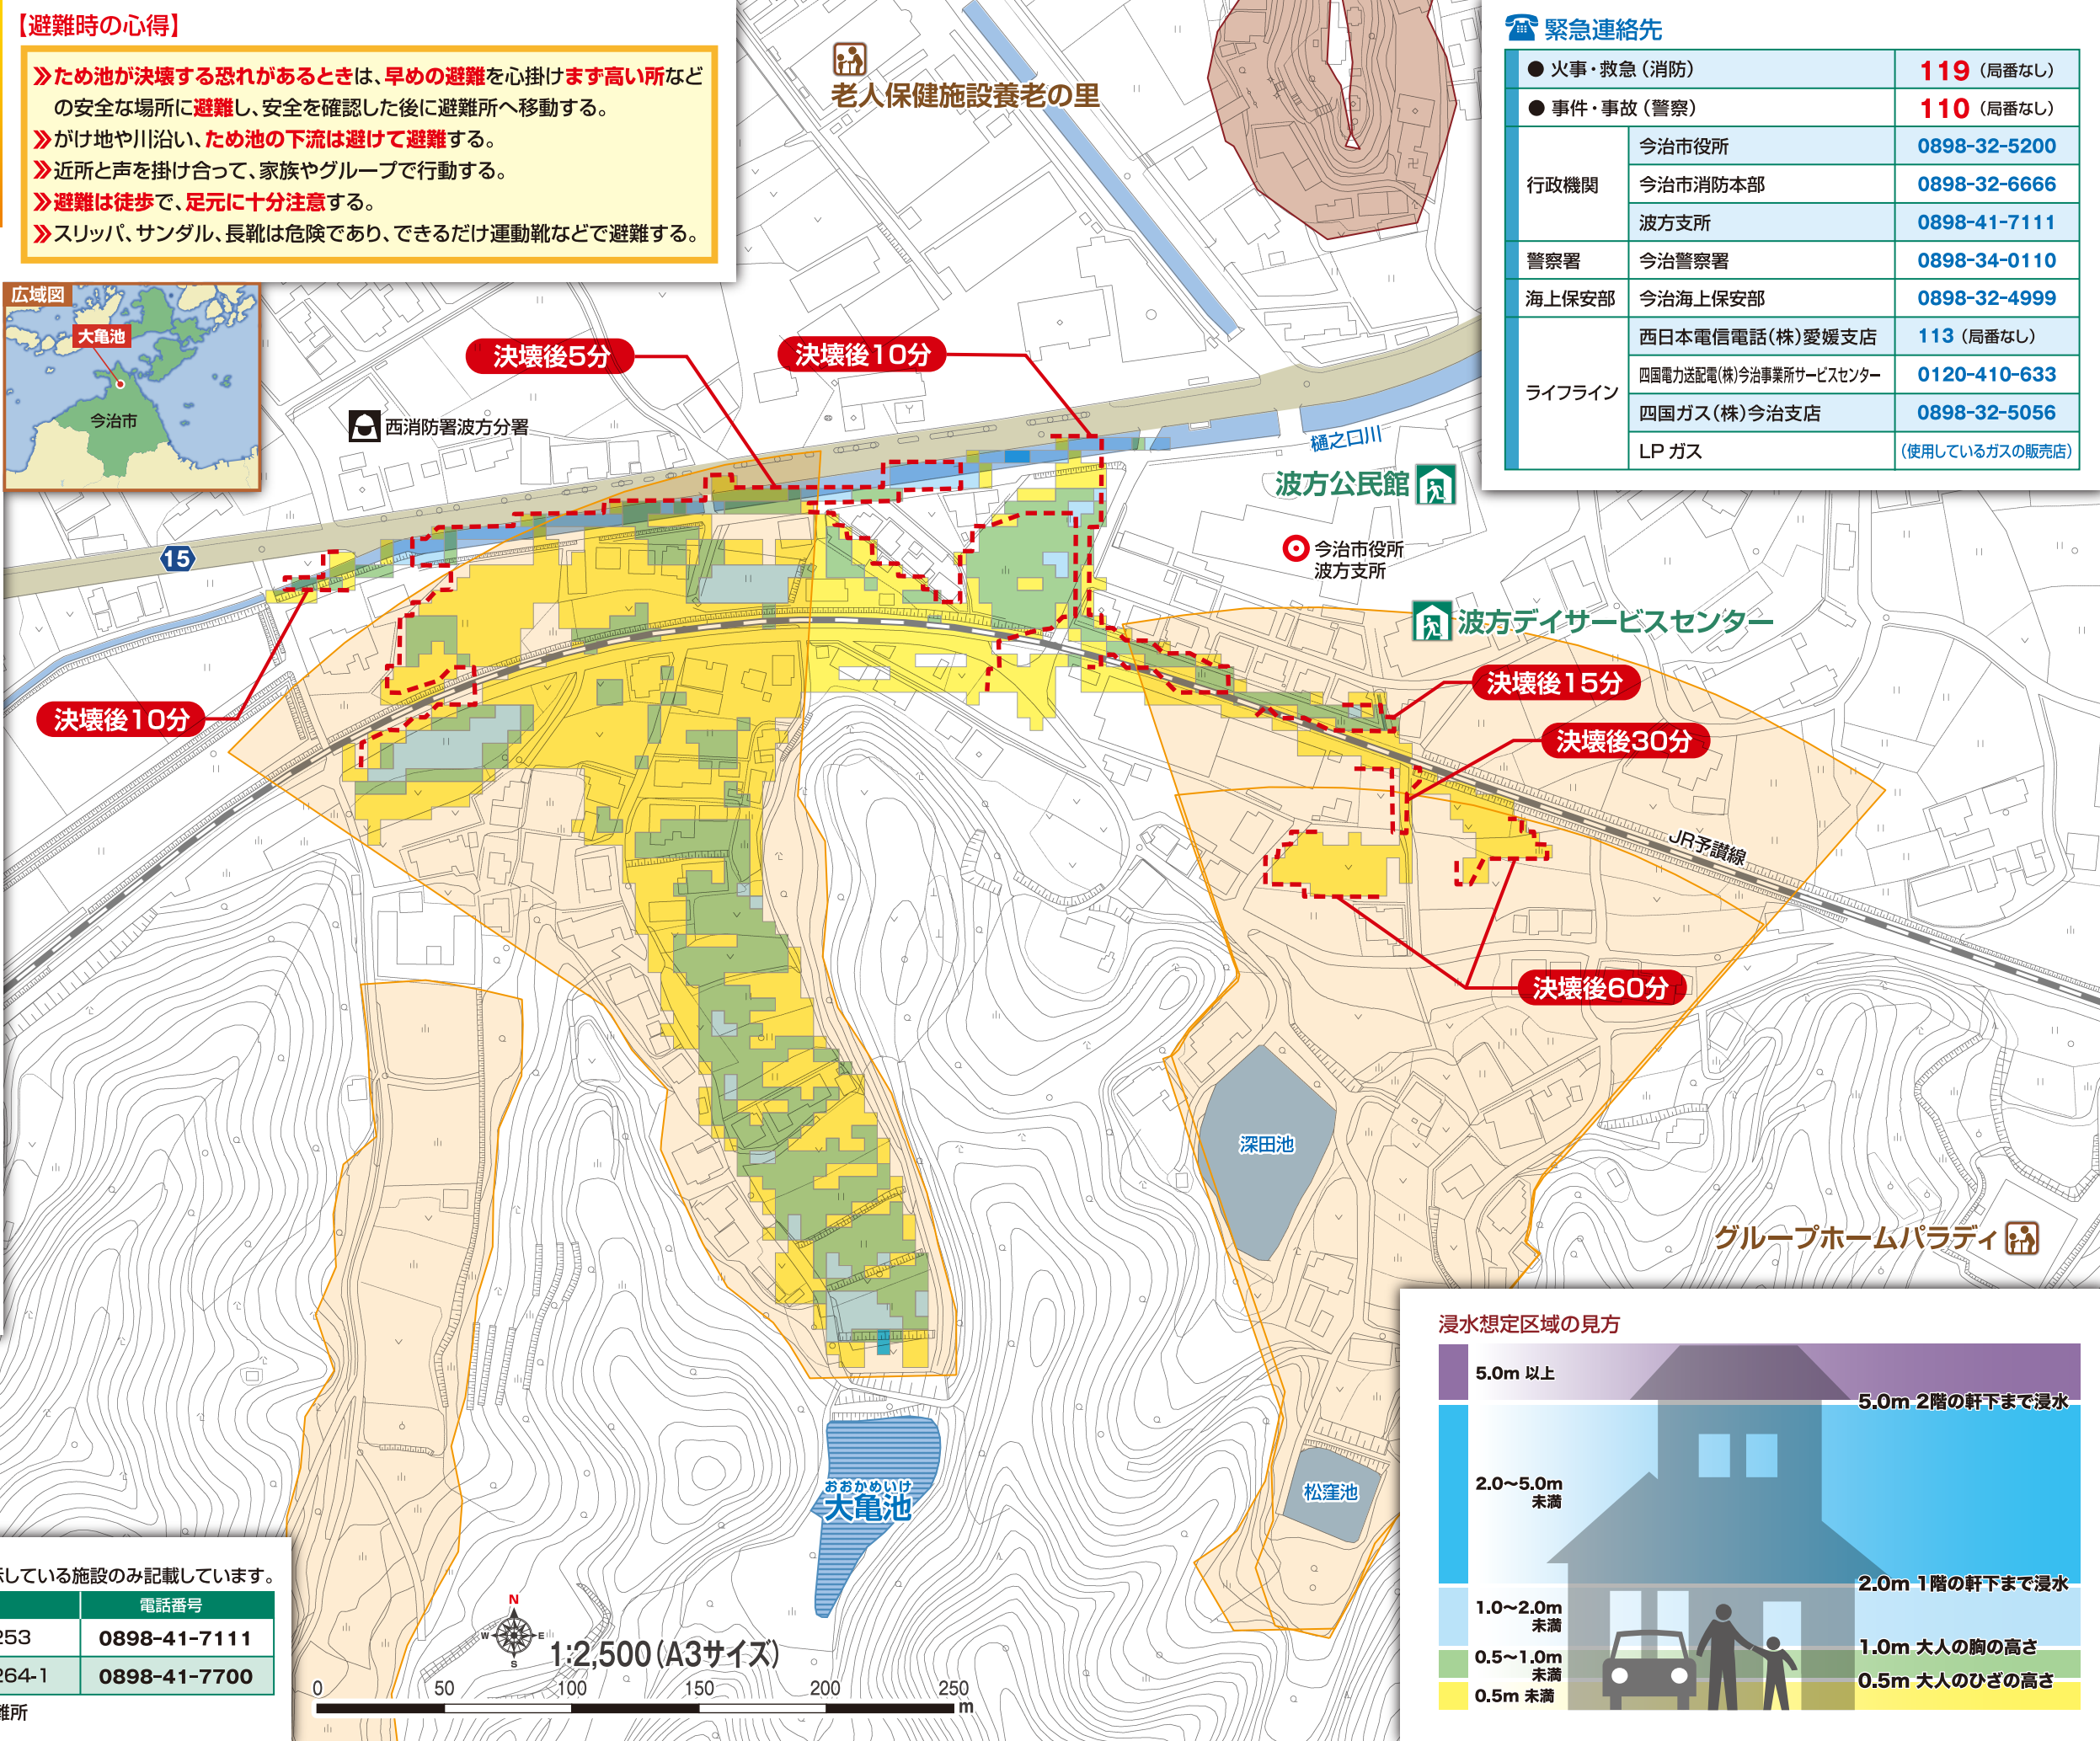 【避難時の心得】
»ため池が決壊する恐れがあるときは、早めの避難を心掛けまず高い所など
の安全な場所に避難し、安全を確認した後に避難所へ移動する。
»がけ地や川沿い、ため池の下流は避けて避難する。
»近所と声を掛け合って、家族やグループで行動する。
»避難は徒歩で、足元に十分注意する。
»スリッパ、サンダル、長靴は危険であり、できるだけ運動靴などで避難する。
老人保健施設養老の里
緊急連絡先
● 火事・救急（消防） 119（局番なし）
● 事件・事故（警察） 110（局番なし）
行政機関
今治市役所 0898-32-5200
今治市消防本部 0898-32-6666
波方支所 0898-41-7111
警察署 今治警察署 0898-34-0110
海上保安部 今治海上保安部 0898-32-4999
ライフライン
西日本電信電話（株）愛媛支店 113（局番なし）
四国電力送配電（株）今治事業所サービスセンター 0120-410-633
四国ガス（株）今治支店 0898-32-5056
LPガス （使用しているガスの販売店）
広域図
大亀池
今治市
決壊後5分
決壊後10分
西消防署波方分署
樋之口川
波方公民館
15
今治市役所
波方支所
波方デイサービスセンター
決壊後15分
決壊後10分
決壊後30分
JR予讃線
決壊後60分
深田池
グループホームパラディ
おおかめいけ
大亀池
松窪池
浸水想定区域の見方
5.0m 以上
5.0m 2階の軒下まで浸水
2.0～5.0m
未満
2.0m 1階の軒下まで浸水
1.0～2.0m
未満
1.0m 大人の胸の高さ
0.5～1.0m
未満
0.5m 大人のひざの高さ
0.5m 未満
している施設のみ記載しています。
電話番号
253 0898-41-7111
264-1 0898-41-7700
難所
N
W E
S
1:2,500（A3サイズ）
0 50 100 150 200 250
m